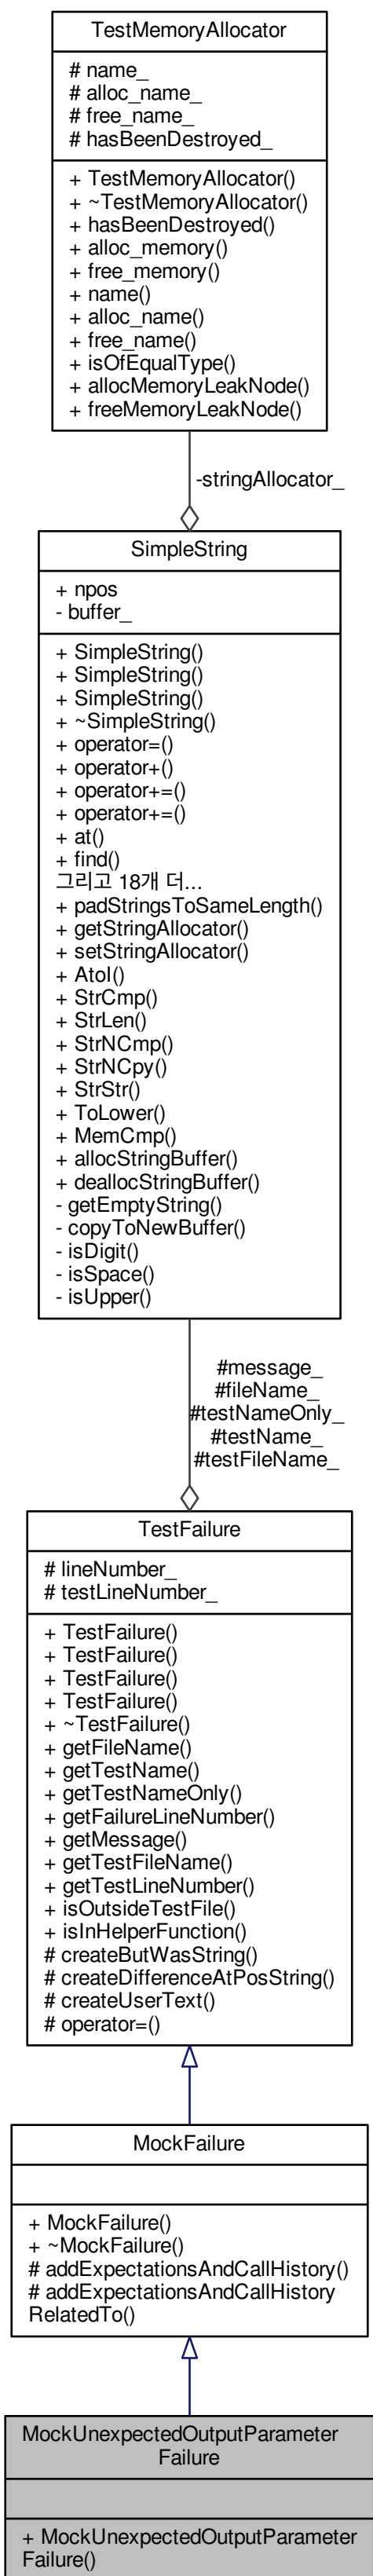 TestMemoryAllocator
# name_
# alloc_name_
# free_name_
# hasBeenDestroyed_
+ TestMemoryAllocator()
+ ~TestMemoryAllocator()
+ hasBeenDestroyed()
+ alloc_memory()
+ free_memory()
+ name()
+ alloc_name()
+ free_name()
+ isOfEqualType()
+ allocMemoryLeakNode()
+ freeMemoryLeakNode()
-stringAllocator_
SimpleString
+ npos
- buffer_
+ SimpleString()
+ SimpleString()
+ SimpleString()
+ ~SimpleString()
+ operator=()
+ operator+()
+ operator+=()
+ operator+=()
+ at()
+ find()
그리고 18개 더...
+ padStringsToSameLength()
+ getStringAllocator()
+ setStringAllocator()
+ AtoI()
+ StrCmp()
+ StrLen()
+ StrNCmp()
+ StrNCpy()
+ StrStr()
+ ToLower()
+ MemCmp()
+ allocStringBuffer()
+ deallocStringBuffer()
- getEmptyString()
- copyToNewBuffer()
- isDigit()
- isSpace()
- isUpper()
#message_
#fileName_
#testNameOnly_
#testName_
#testFileName_
TestFailure
# lineNumber_
# testLineNumber_
+ TestFailure()
+ TestFailure()
+ TestFailure()
+ TestFailure()
+ ~TestFailure()
+ getFileName()
+ getTestName()
+ getTestNameOnly()
+ getFailureLineNumber()
+ getMessage()
+ getTestFileName()
+ getTestLineNumber()
+ isOutsideTestFile()
+ isInHelperFunction()
# createButWasString()
# createDifferenceAtPosString()
# createUserText()
# operator=()
MockFailure
+ MockFailure()
+ ~MockFailure()
# addExpectationsAndCallHistory()
# addExpectationsAndCallHistory
RelatedTo()
MockUnexpectedOutputParameter
Failure
+ MockUnexpectedOutputParameter
Failure()